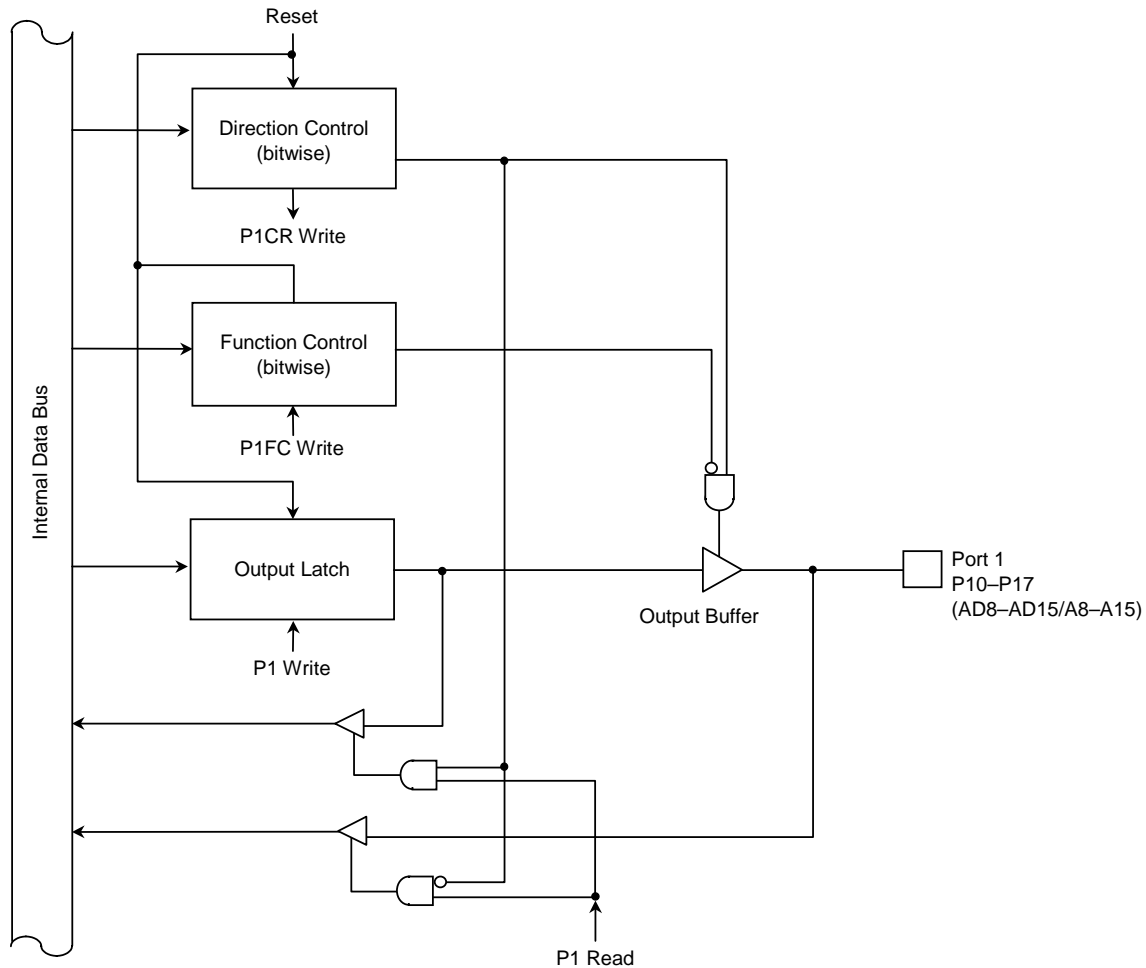 Reset
Direction Control
(bitwise)
P1CR Write
Function Control
(bitwise)
P1FC Write
Internal Data Bus
Output Latch
Output Buffer
Port 1
P10–P17
(AD8–AD15/A8–A15)
P1 Write
P1 Read